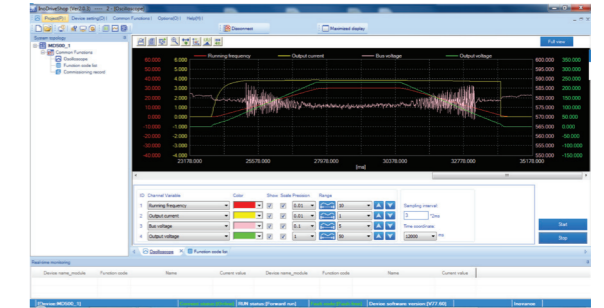 InoDriveShop (Ver2.0.0)
Device setting(D)
Common Functions
Options(O)
Help(H)
Disconnect
Maximized display
System topology
MD500_1
Common Functions
Oscilloscope
Function code list
Commissioning record
Full view
Running frequency
Output current
Bus voltage
Output voltage
60.000 6.000 600.000 350.000
50.000 5.000 595.000 300.000
40.000 4.000 590.000 250.000
30.000 3.000 585.000 200.000
20.000 2.000 580.000 150.000
10.000 1.000 575.000 100.000
0.000 0.000 570.000 50.000
-10.000 -1.000 565.000 0.000
-20.000 -2.000 560.000 -50.000
-30.000 -3.000 555.000 -100.000
-40.000 -4.000 550.000 -150.000
23178.000 25578.000 27978.000 30378.000 32778.000 35178.000
[ms]
ID Channel Variable Color Show Scale Precision Range
1 Running frequency 0.01 10
2 Output current 0.01 1
3 Bus voltage 0.1 5
4 Output voltage 1 50
Sampling interval:
3 *2ms
Time coordinate:
12000 ms
Start
Stop
Oscilloscope
Function code list
Real-time monitoring
Device name_module Function code Name Current value Device name_module Function code Name Current value
[Device:MD500_1]
RUN status:[Forward run]
Device software version:[V77.60]
Inovance